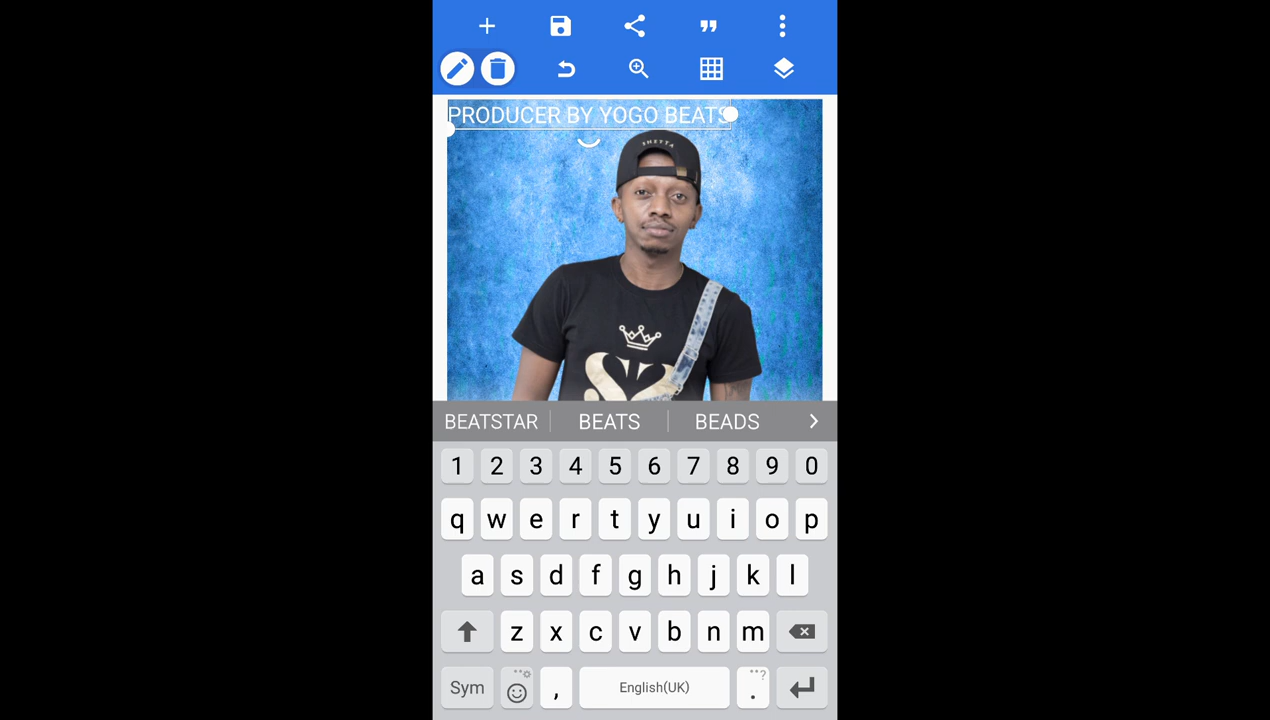 PRODUCER BY YOGO BEATS
SHETTA
BEATSTAR BEATS BEADS
1 2 3 4 5 6 7 8 9 0
q w e r t y u i o p
a s d f g h j k l
z x c v b n m
Sym , English(UK) .